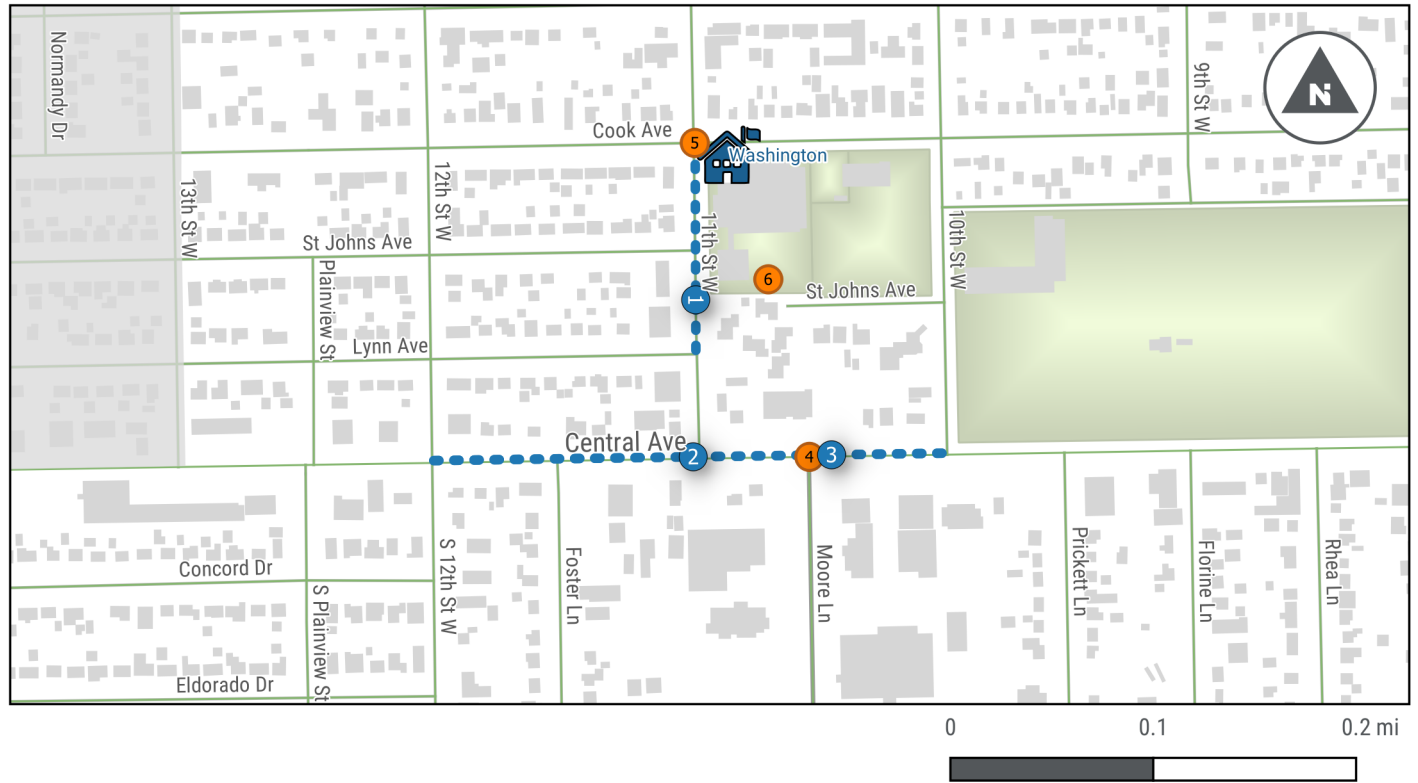 Normandy Dr
9th St W
N
Cook Ave
5
Washington
12th St W
13th St W
11th St W
10th St W
St Johns Ave
Plainview St
6
St Johns Ave
1
Lynn Ave
Central Ave
2
4
3
S 12th St W
Foster Ln
Moore Ln
Prickett Ln
Florine Ln
Rhea Ln
Concord Dr
S Plainview St
Eldorado Dr
0 0.1 0.2 mi